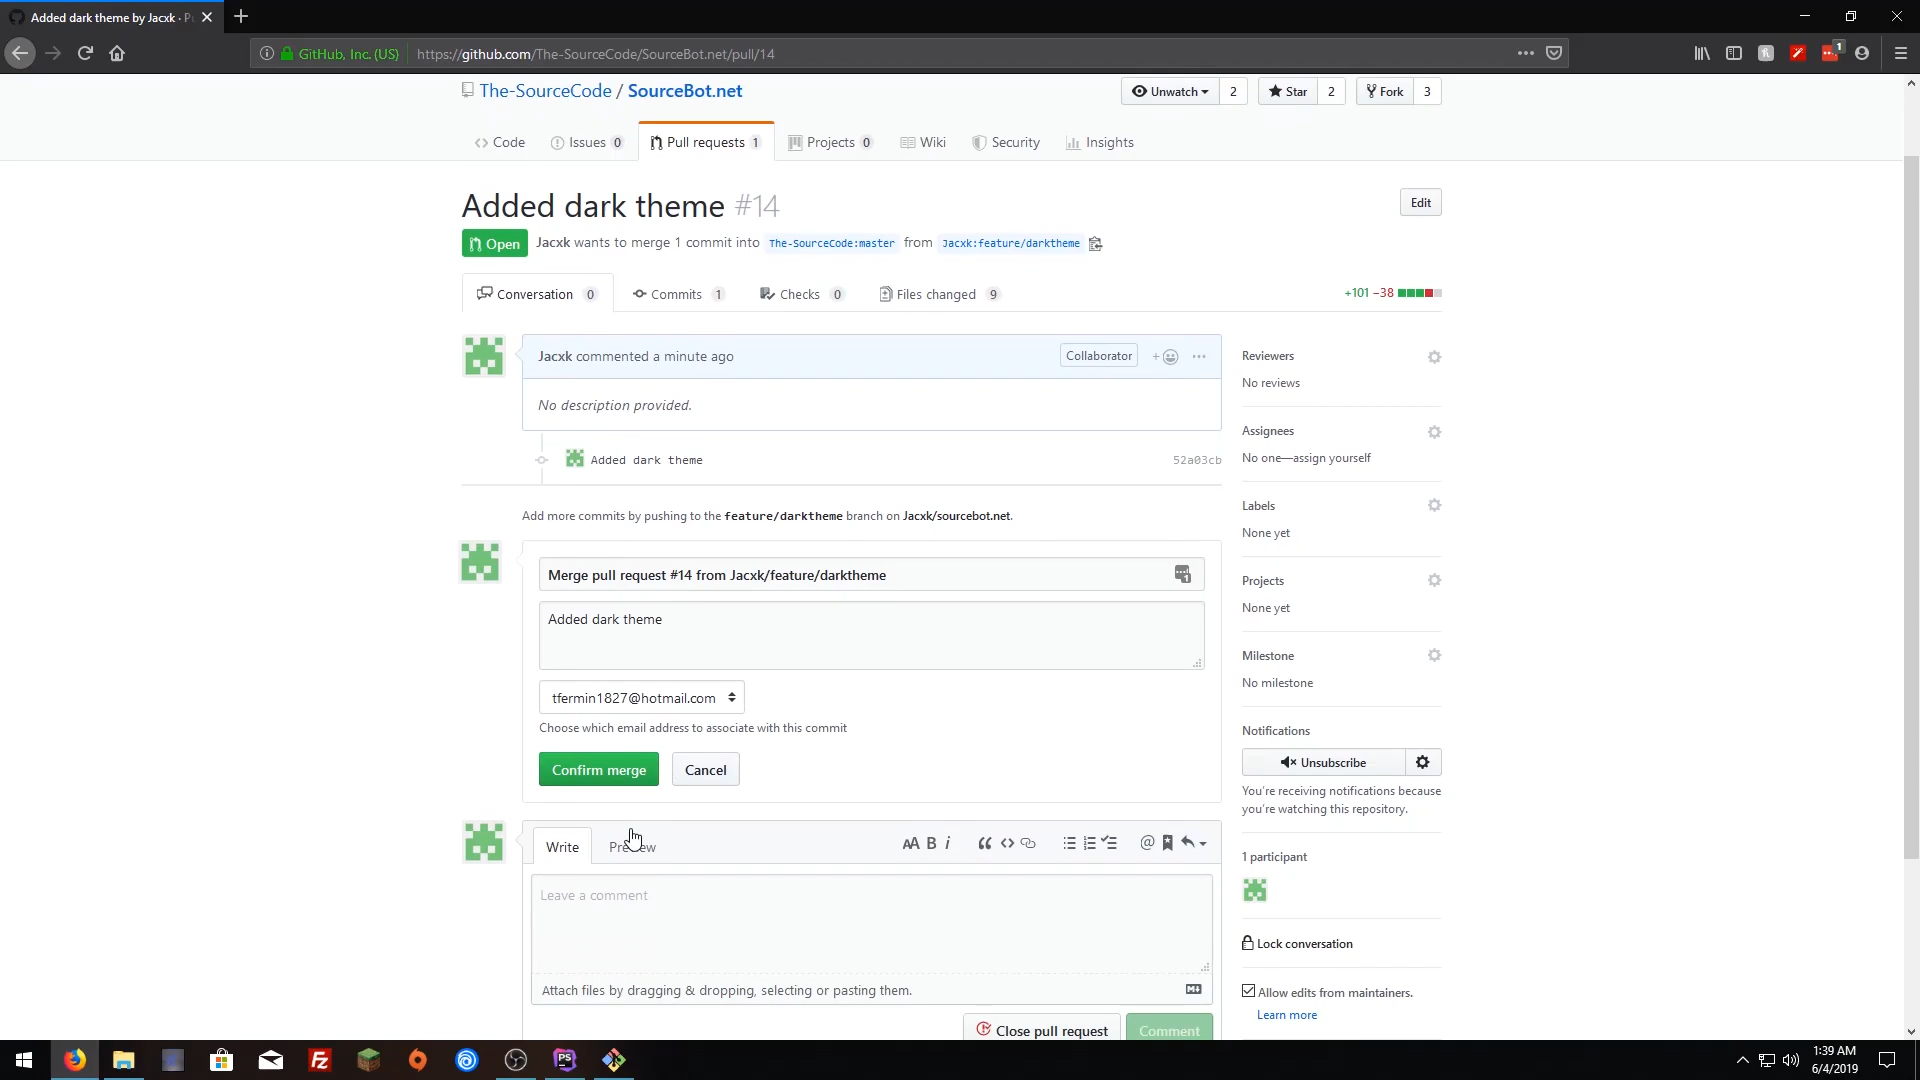 Added dark theme by Jacxk · P
GitHub, Inc. (US)
https://github.com/The-SourceCode/SourceBot.net/pull/14
1
The-SourceCode / SourceBot.net
Unwatch 2
Star 2
Fork 3
Code
Issues 0
Pull requests 1
Projects 0
Wiki
Security
Insights
Added dark theme #14
Edit
Open
Jacxk wants to merge 1 commit into The-SourceCode:master from Jacxk:feature/darktheme
Conversation 0
Commits 1
Checks 0
Files changed 9
+101 −38
Jacxk commented a minute ago
Collaborator
No description provided.
Added dark theme
52a03cb
Add more commits by pushing to the feature/darktheme branch on Jacxk/sourcebot.net.
Merge pull request #14 from Jacxk/feature/darktheme
Added dark theme
tfermin1827@hotmail.com
Choose which email address to associate with this commit
Confirm merge
Cancel
Write
Preview
AA B i
Leave a comment
Attach files by dragging & dropping, selecting or pasting them.
Close pull request
Comment
Reviewers
No reviews
Assignees
No one—assign yourself
Labels
None yet
Projects
None yet
Milestone
No milestone
Notifications
Unsubscribe
You're receiving notifications because
you're watching this repository.
1 participant
Lock conversation
Allow edits from maintainers.
Learn more
1:39 AM
6/4/2019